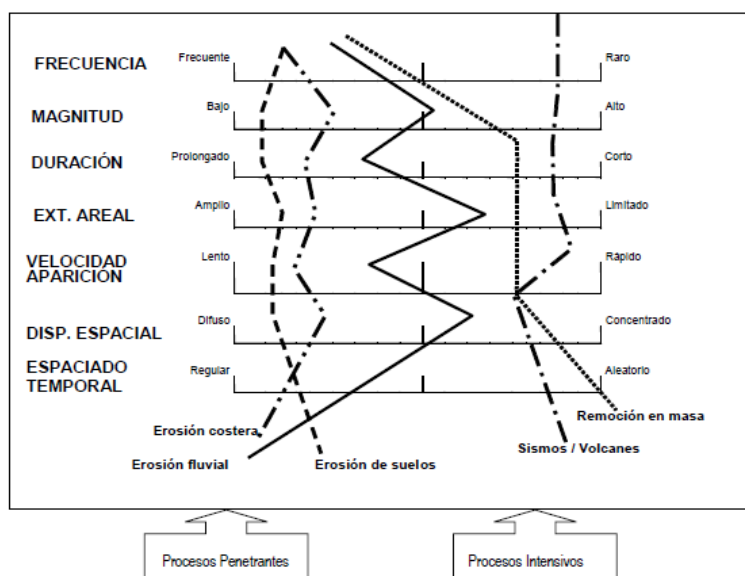 FRECUENCIA
Frecuente
Raro
MAGNITUD
Bajo
Alto
DURACIÓN
Prolongado
Corto
EXT. AREAL
Amplio
Limitado
VELOCIDAD
APARICIÓN
Lento
Rápido
DISP. ESPACIAL
Difuso
Concentrado
ESPACIADO
TEMPORAL
Regular
Aleatorio
Remoción en masa
Erosión costera
Sismos / Volcanes
Erosión fluvial
Erosión de suelos
Procesos Penetrantes
Procesos Intensivos